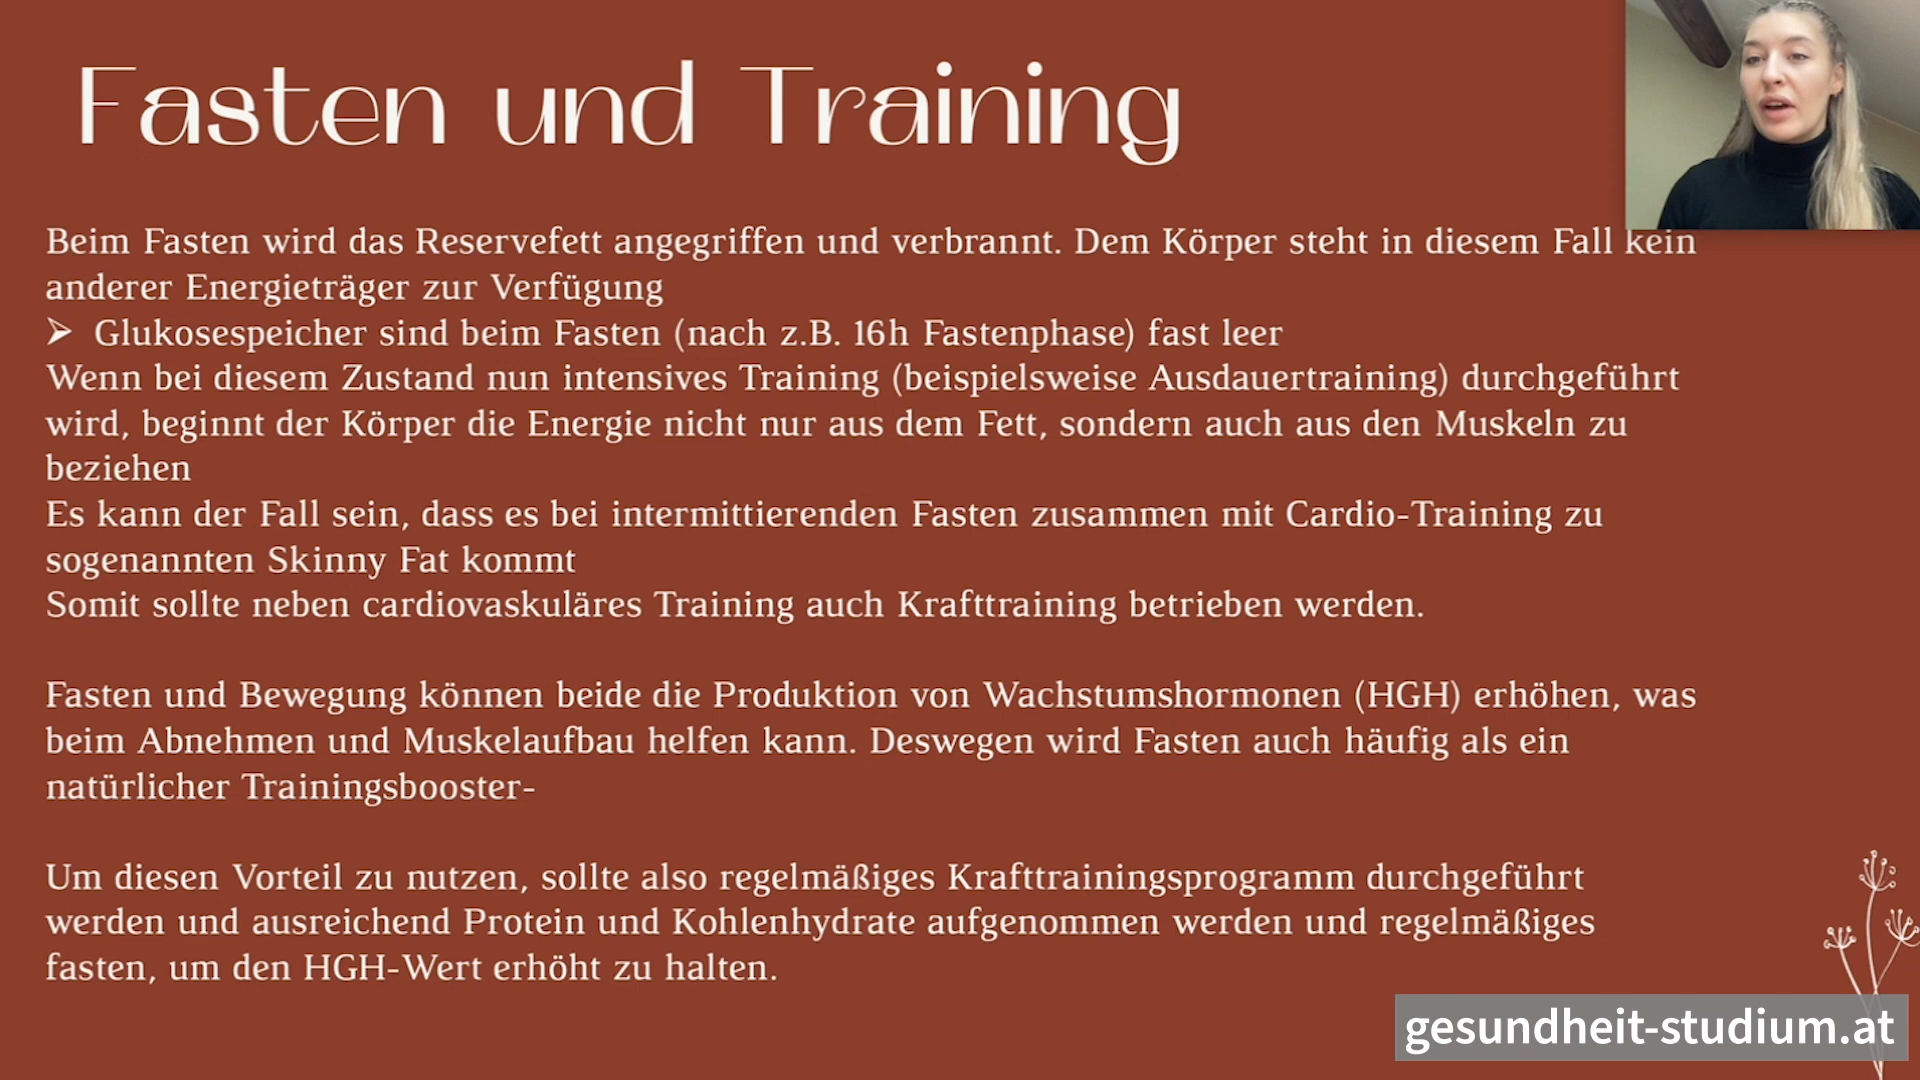 Fasten und Training
Beim Fasten wird das Reservefett angegriffen und verbrannt. Dem Körper steht in diesem Fall kein
anderer Energieträger zur Verfügung
➢ Glukosespeicher sind beim Fasten (nach z.B. 16h Fastenphase) fast leer
Wenn bei diesem Zustand nun intensives Training (beispielsweise Ausdauertraining) durchgeführt
wird, beginnt der Körper die Energie nicht nur aus dem Fett, sondern auch aus den Muskeln zu
beziehen
Es kann der Fall sein, dass es bei intermittierenden Fasten zusammen mit Cardio-Training zu
sogenannten Skinny Fat kommt
Somit sollte neben cardiovaskuläres Training auch Krafttraining betrieben werden.
Fasten und Bewegung können beide die Produktion von Wachstumshormonen (HGH) erhöhen, was
beim Abnehmen und Muskelaufbau helfen kann. Deswegen wird Fasten auch häufig als ein
natürlicher Trainingsbooster-
Um diesen Vorteil zu nutzen, sollte also regelmäßiges Krafttrainingsprogramm durchgeführt
werden und ausreichend Protein und Kohlenhydrate aufgenommen werden und regelmäßiges
fasten, um den HGH-Wert erhöht zu halten.
gesundheit-studium.at